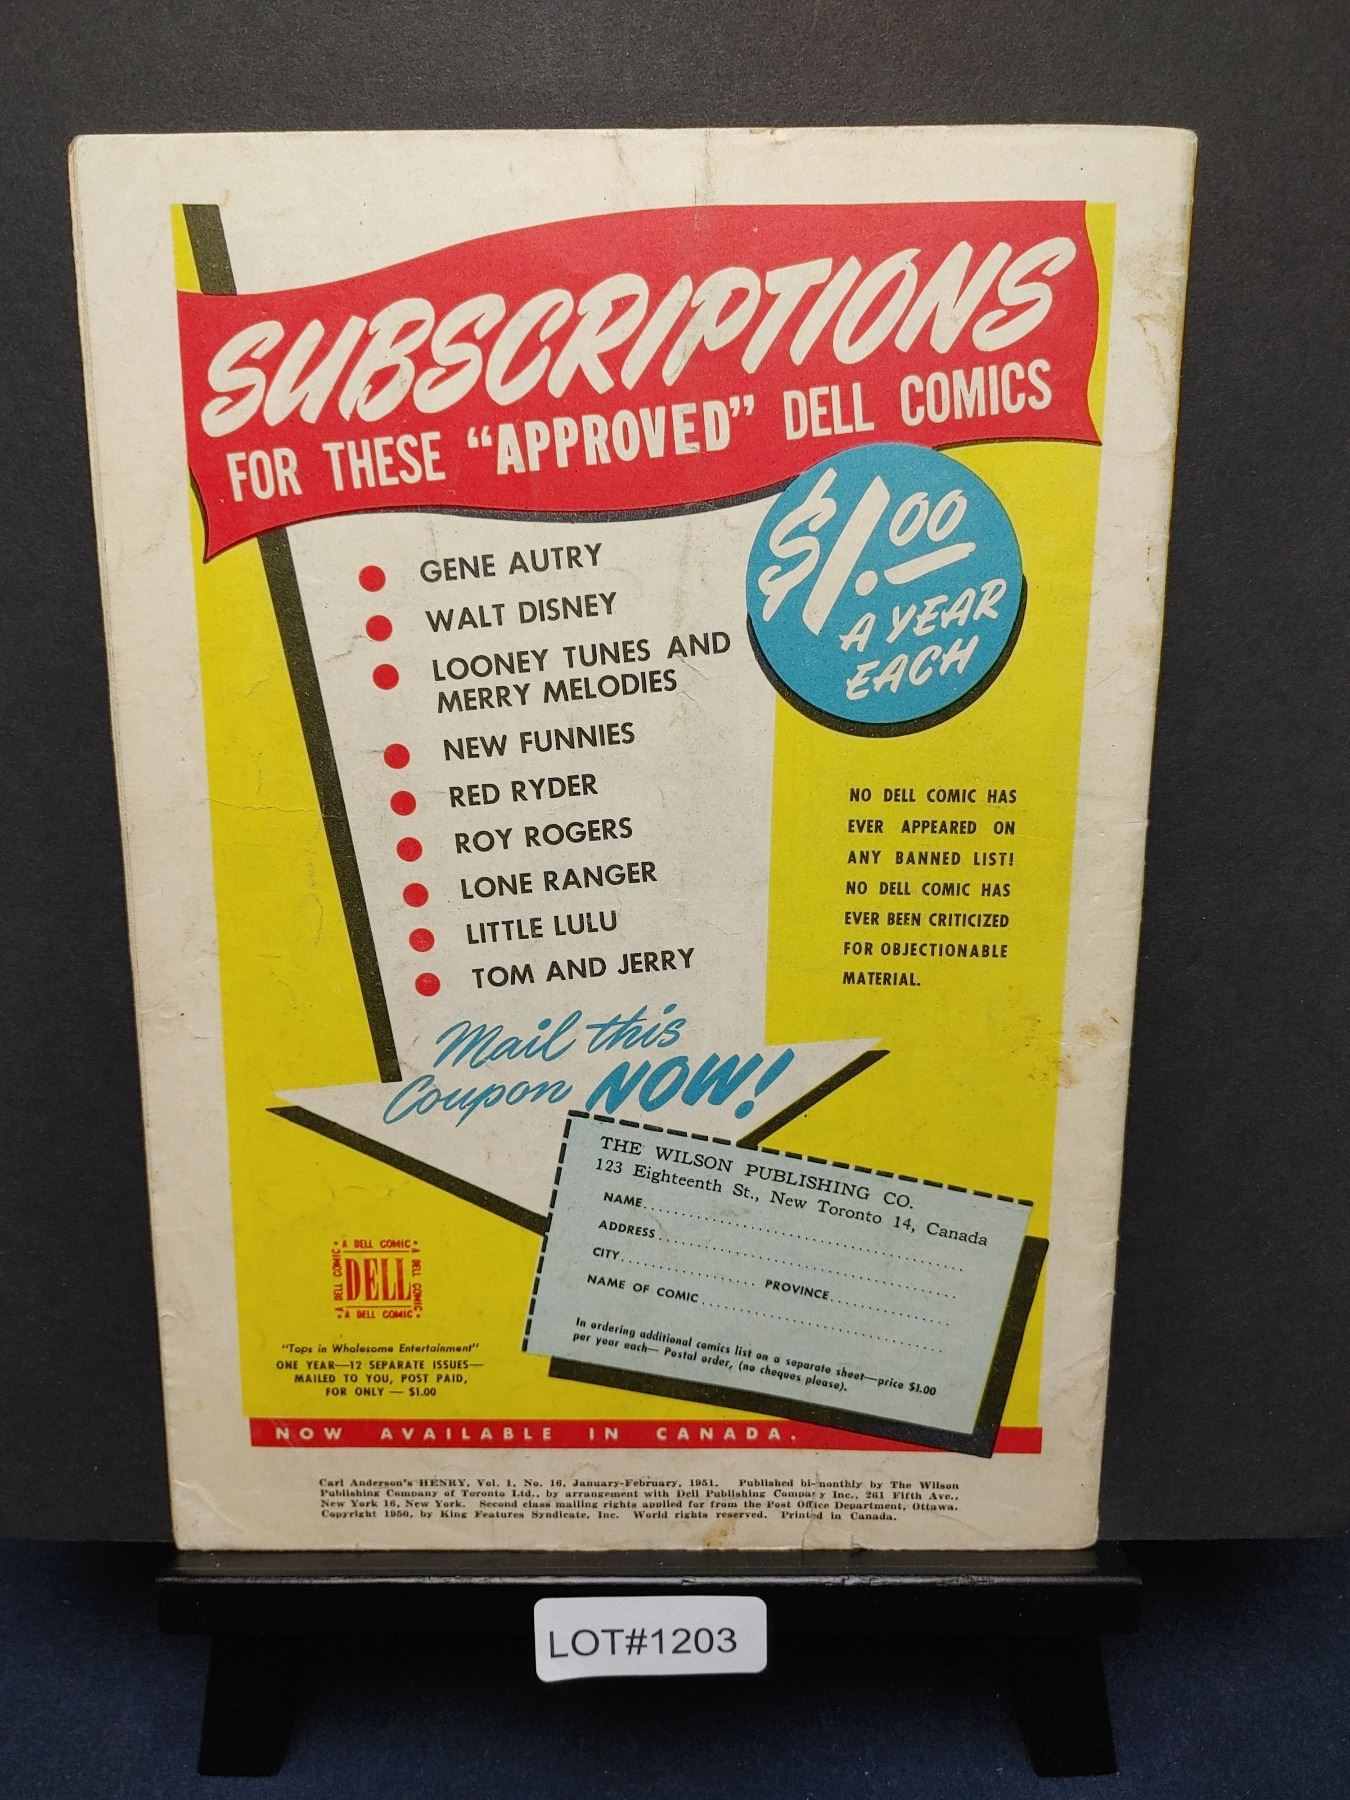 SUBSCRIPTIONS
FOR THESE "APPROVED" DELL COMICS
$1.00
A YEAR
EACH
GENE AUTRY
WALT DISNEY
LOONEY TUNES AND
MERRY MELODIES
NEW FUNNIES
RED RYDER
ROY ROGERS
LONE RANGER
LITTLE LULU
TOM AND JERRY
NO DELL COMIC HAS
EVER APPEARED ON
ANY BANNED LIST!
NO DELL COMIC HAS
EVER BEEN CRITICIZED
FOR OBJECTIONABLE
MATERIAL.
Mail this
Coupon NOW!
THE WILSON PUBLISHING CO.
123 Eighteenth St., New Toronto 14, Canada
NAME
ADDRESS
CITY PROVINCE
NAME OF COMIC
In ordering additional comics list on a separate sheet—price $1.00
per year each— Postal order, (no cheques please).
A DELL COMIC
A DELL COMIC
DELL
A DELL COMIC
A DELL COMIC
"Tops in Wholesome Entertainment"
ONE YEAR—12 SEPARATE ISSUES—
MAILED TO YOU, POST PAID,
FOR ONLY — $1.00
NOW AVAILABLE IN CANADA.
Carl Anderson's HENRY, Vol. 1, No. 16, January-February, 1951. Published bi-monthly by The Wilson
Publishing Company of Toronto Ltd., by arrangement with Dell Publishing Company Inc., 261 Fifth Ave.,
New York 16, New York. Second class mailing rights applied for from the Post Office Department, Ottawa.
Copyright 1950, by King Features Syndicate, Inc. World rights reserved. Printed in Canada.
LOT#1203